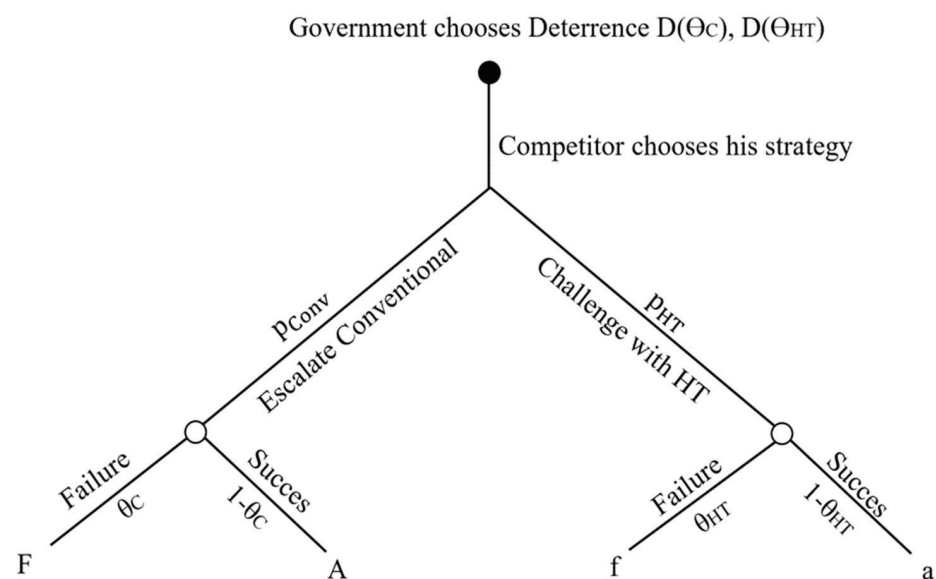 Government chooses Deterrence D(ΘC), D(ΘHT)
Competitor chooses his strategy
pConv
Escalate Conventional
pHT
Challenge with HT
Failure
θC
Succes
1-θC
Failure
θHT
Succes
1-θHT
F
A
f
a